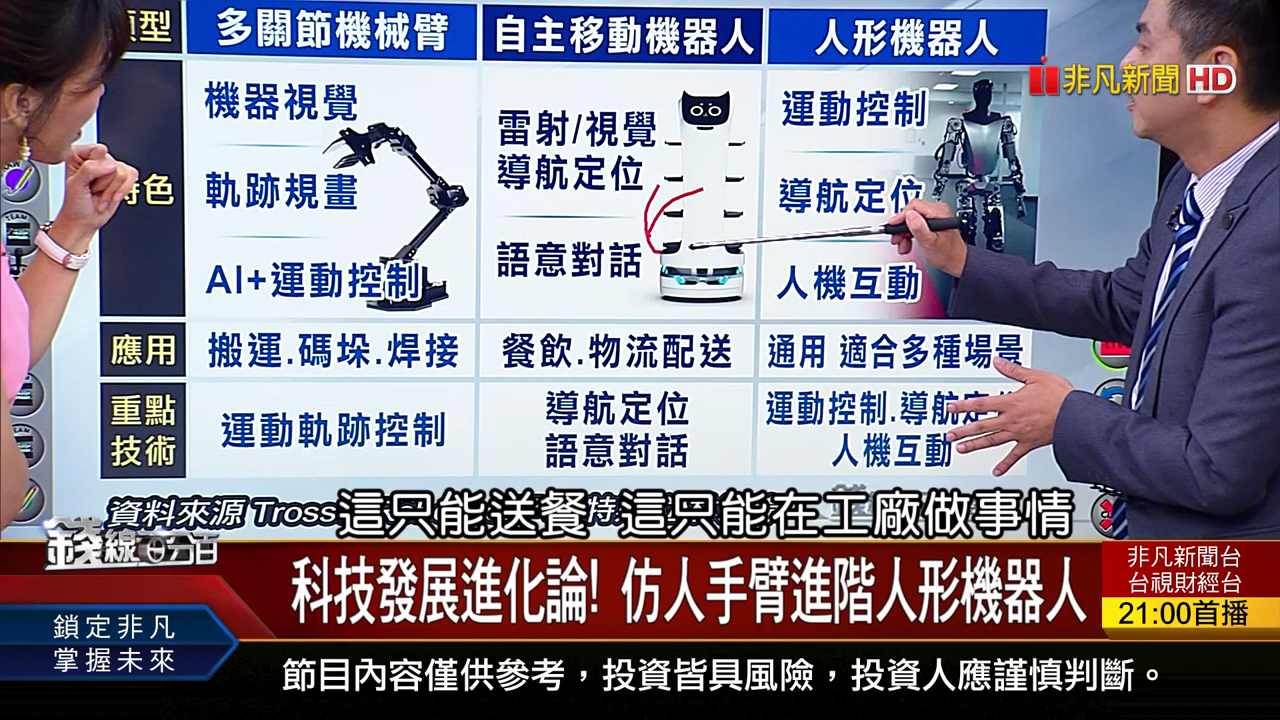 類型
多關節機械臂
自主移動機器人
人形機器人
非凡新聞HD
特色
機器視覺
軌跡規畫
AI+運動控制
雷射/視覺
導航定位
語意對話
運動控制
導航定位
人機互動
應用
搬運.碼垛.焊接
餐飲.物流配送
通用 適合多種場景
重點
技術
運動軌跡控制
導航定位
語意對話
運動控制.導航定位
人機互動
資料來源 Tross
特
這只能送餐 這只能在工廠做事情
錢線百分百
科技發展進化論! 仿人手臂進階人形機器人
非凡新聞台
台視財經台
21:00首播
鎖定非凡
掌握未來
節目內容僅供參考，投資皆具風險，投資人應謹慎判斷。